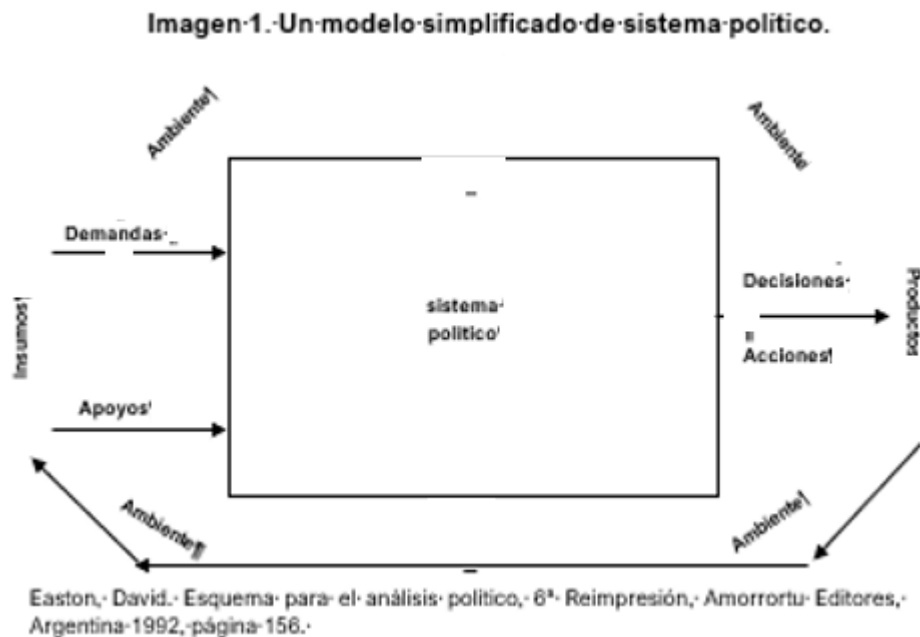 Imagen·1.·Un·modelo·simplificado·de·sistema·político.
Ambiente¶
Ambiente
Demandas·
Insumos¶
sistema·
político
Decisiones·
Acciones¶
Productos
Apoyos
Ambiente¶
Ambiente¶
Easton,·David.·Esquema·para·el·análisis·político,·6ª·Reimpresión,·Amorrortu·Editores,·
Argentina·1992,·página·156.·